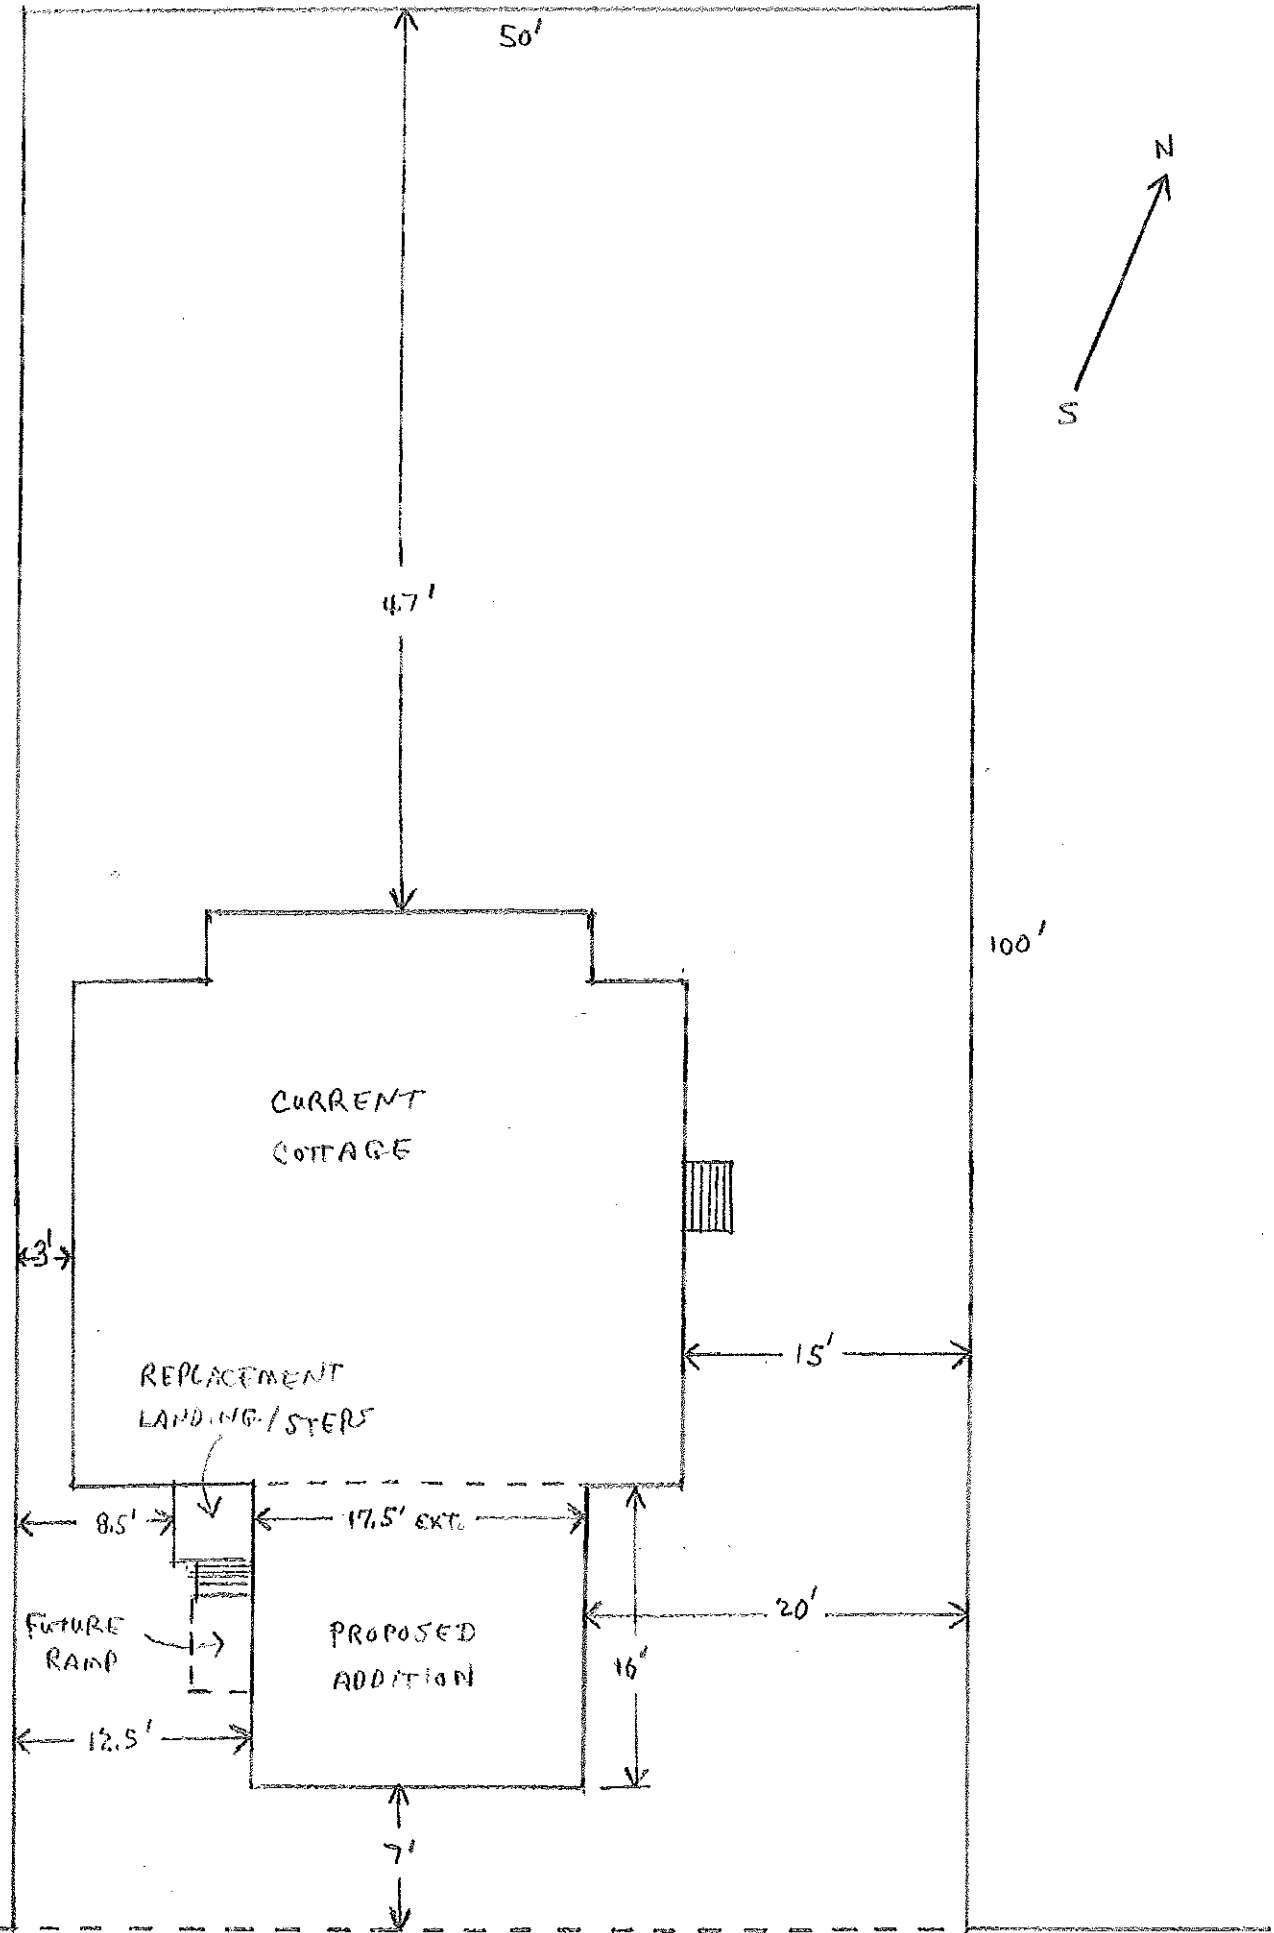 50'
N
S
47'
100'
CURRENT
COTTAGE
3'
15'
REPLACEMENT
LANDING/STEPS
8.5'
17.5' EXT.
20'
FUTURE
RAMP
PROPOSED
ADDITION
16'
12.5'
7'